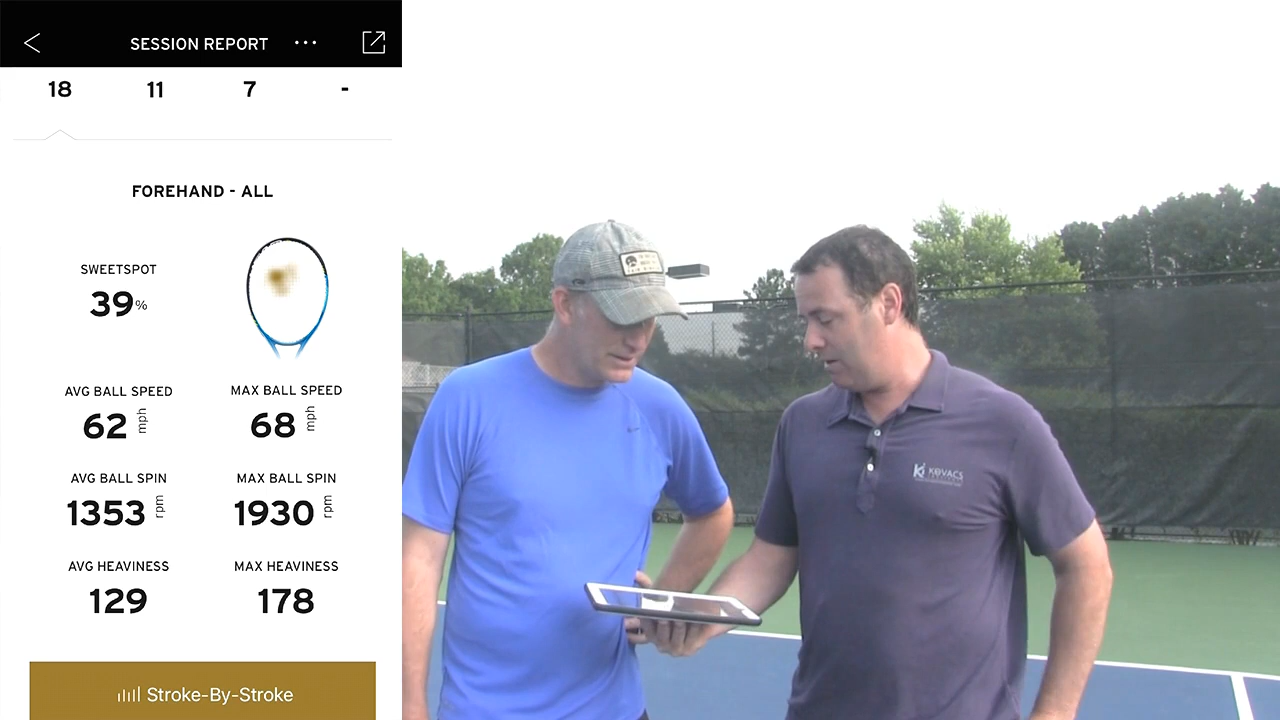 SESSION REPORT ...
18 11 7 -
FOREHAND - ALL
SWEETSPOT
39%
AVG BALL SPEED MAX BALL SPEED
62 mph 68 mph
AVG BALL SPIN MAX BALL SPIN
1353 rpm 1930 rpm
AVG HEAVINESS MAX HEAVINESS
129 178
Stroke-By-Stroke
KOVACS